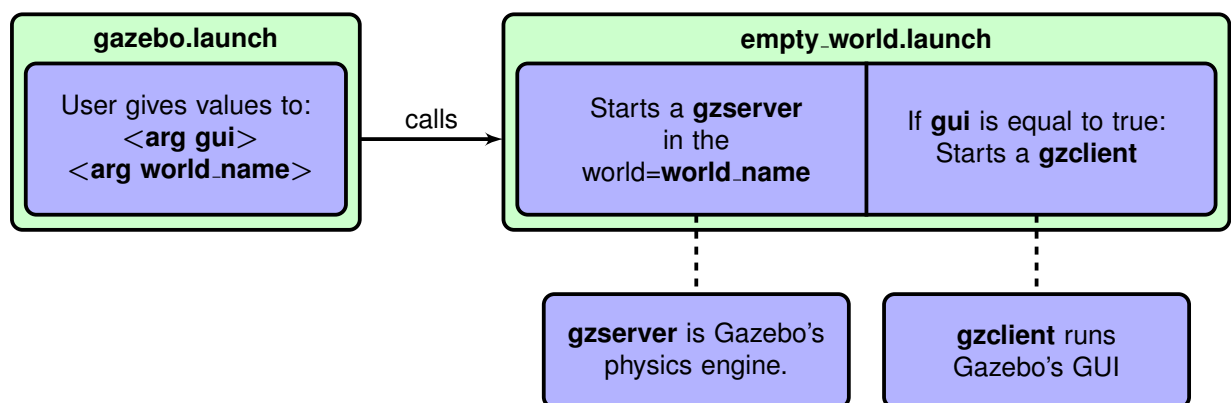 gazebo.launch
User gives values to:
<arg gui>
<arg world_name>
calls
empty_world.launch
Starts a gzserver
in the
world=world_name
If gui is equal to true:
Starts a gzclient
gzserver is Gazebo's
physics engine.
gzclient runs
Gazebo's GUI